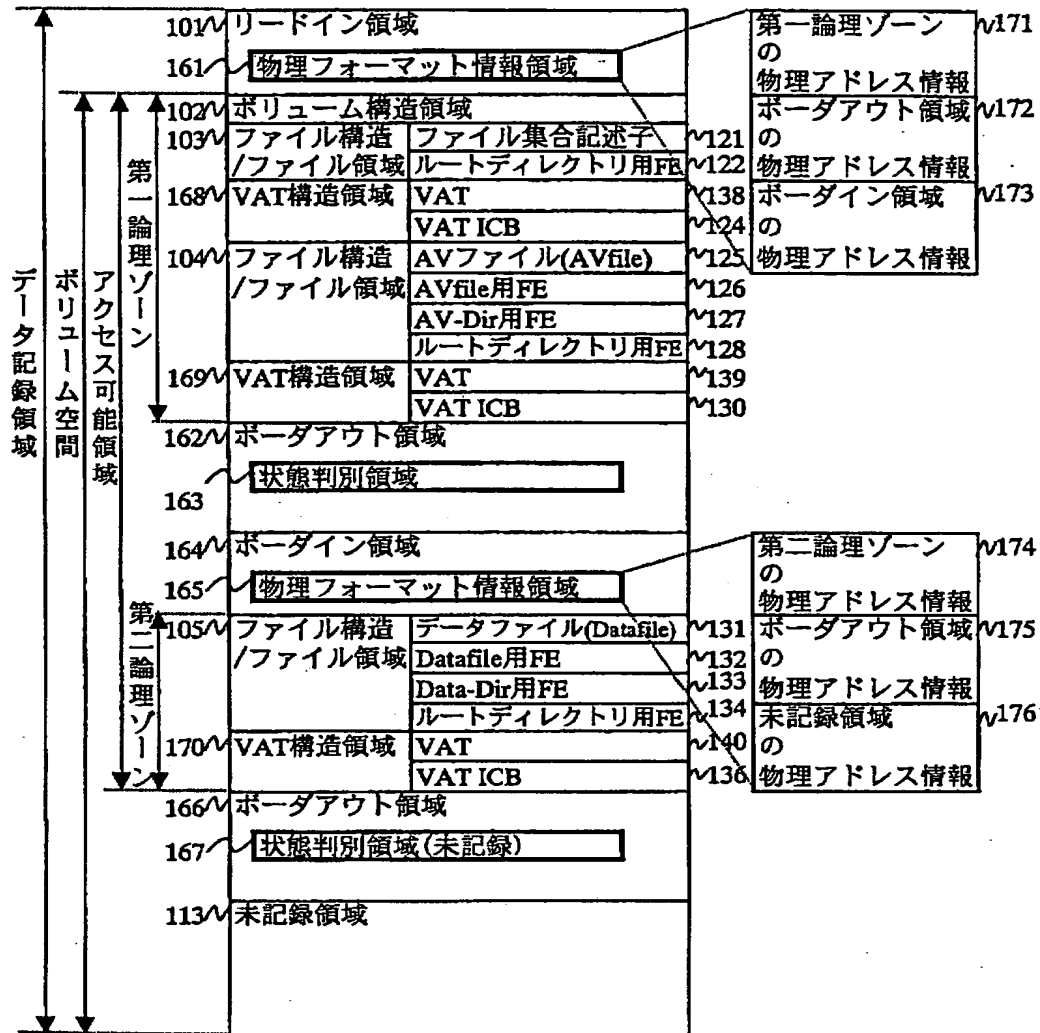 データ記録領域
ボリューム空間
アクセス可能領域
第一論理ゾーン
第二論理ゾーン
101 リードイン領域
161 物理フォーマット情報領域
102 ボリューム構造領域
103 ファイル構造 ファイル集合記述子 121
/ファイル領域 ルートディレクトリ用FE 122
168 VAT構造領域 VAT 138
VAT ICB 124
104 ファイル構造 AVファイル(AVfile) 125
/ファイル領域 AVfile用FE 126
AV-Dir用FE 127
ルートディレクトリ用FE 128
169 VAT構造領域 VAT 139
VAT ICB 130
162 ボーダアウト領域
状態判別領域
163
164 ボーダイン領域
165 物理フォーマット情報領域
105 ファイル構造 データファイル(Datafile) 131
/ファイル領域 Datafile用FE 132
Data-Dir用FE 133
ルートディレクトリ用FE 134
170 VAT構造領域 VAT 140
VAT ICB 136
166 ボーダアウト領域
167 状態判別領域(未記録)
113 未記録領域
第一論理ゾーン 171
の
物理アドレス情報
ボーダアウト領域 172
の
物理アドレス情報
ボーダイン領域 173
の
物理アドレス情報
第二論理ゾーン 174
の
物理アドレス情報
ボーダアウト領域 175
の
物理アドレス情報
未記録領域 176
の
物理アドレス情報